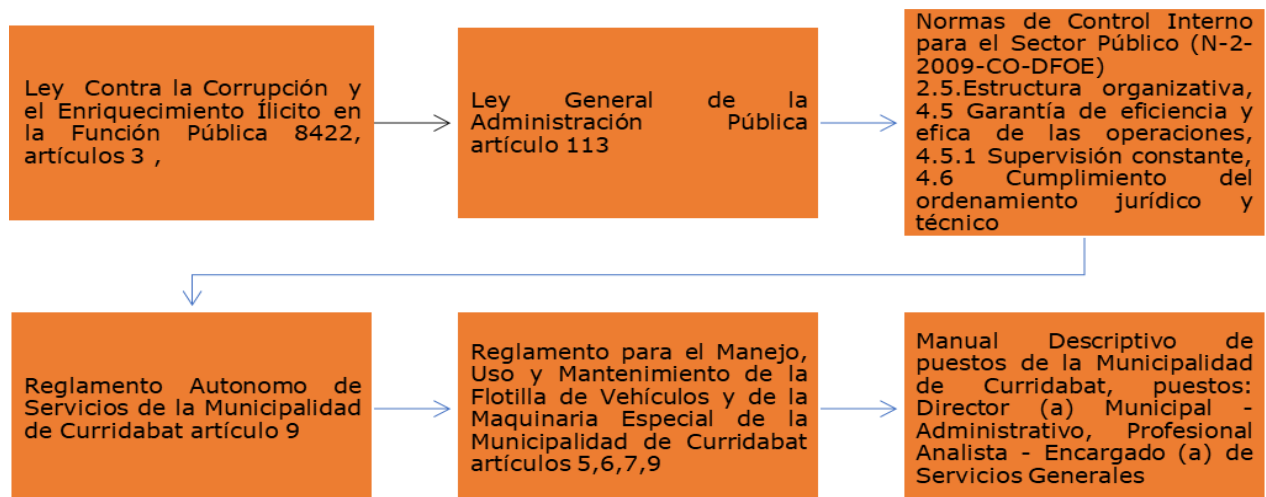 Ley Contra la Corrupción y
el Enriquecimiento Ílicito en
la Función Pública 8422,
artículos 3 ,
Ley General de la
Administración Pública
artículo 113
Normas de Control Interno
para el Sector Público (N-2-
2009-CO-DFOE)
2.5.Estructura organizativa,
4.5 Garantía de eficiencia y
efica de las operaciones,
4.5.1 Supervisión constante,
4.6 Cumplimiento del
ordenamiento jurídico y
técnico
Reglamento Autonomo de
Servicios de la Municipalidad
de Curridabat artículo 9
Reglamento para el Manejo,
Uso y Mantenimiento de la
Flotilla de Vehículos y de la
Maquinaria Especial de la
Municipalidad de Curridabat
artículos 5,6,7,9
Manual Descriptivo de
puestos de la Municipalidad
de Curridabat, puestos:
Director (a) Municipal -
Administrativo, Profesional
Analista - Encargado (a) de
Servicios Generales